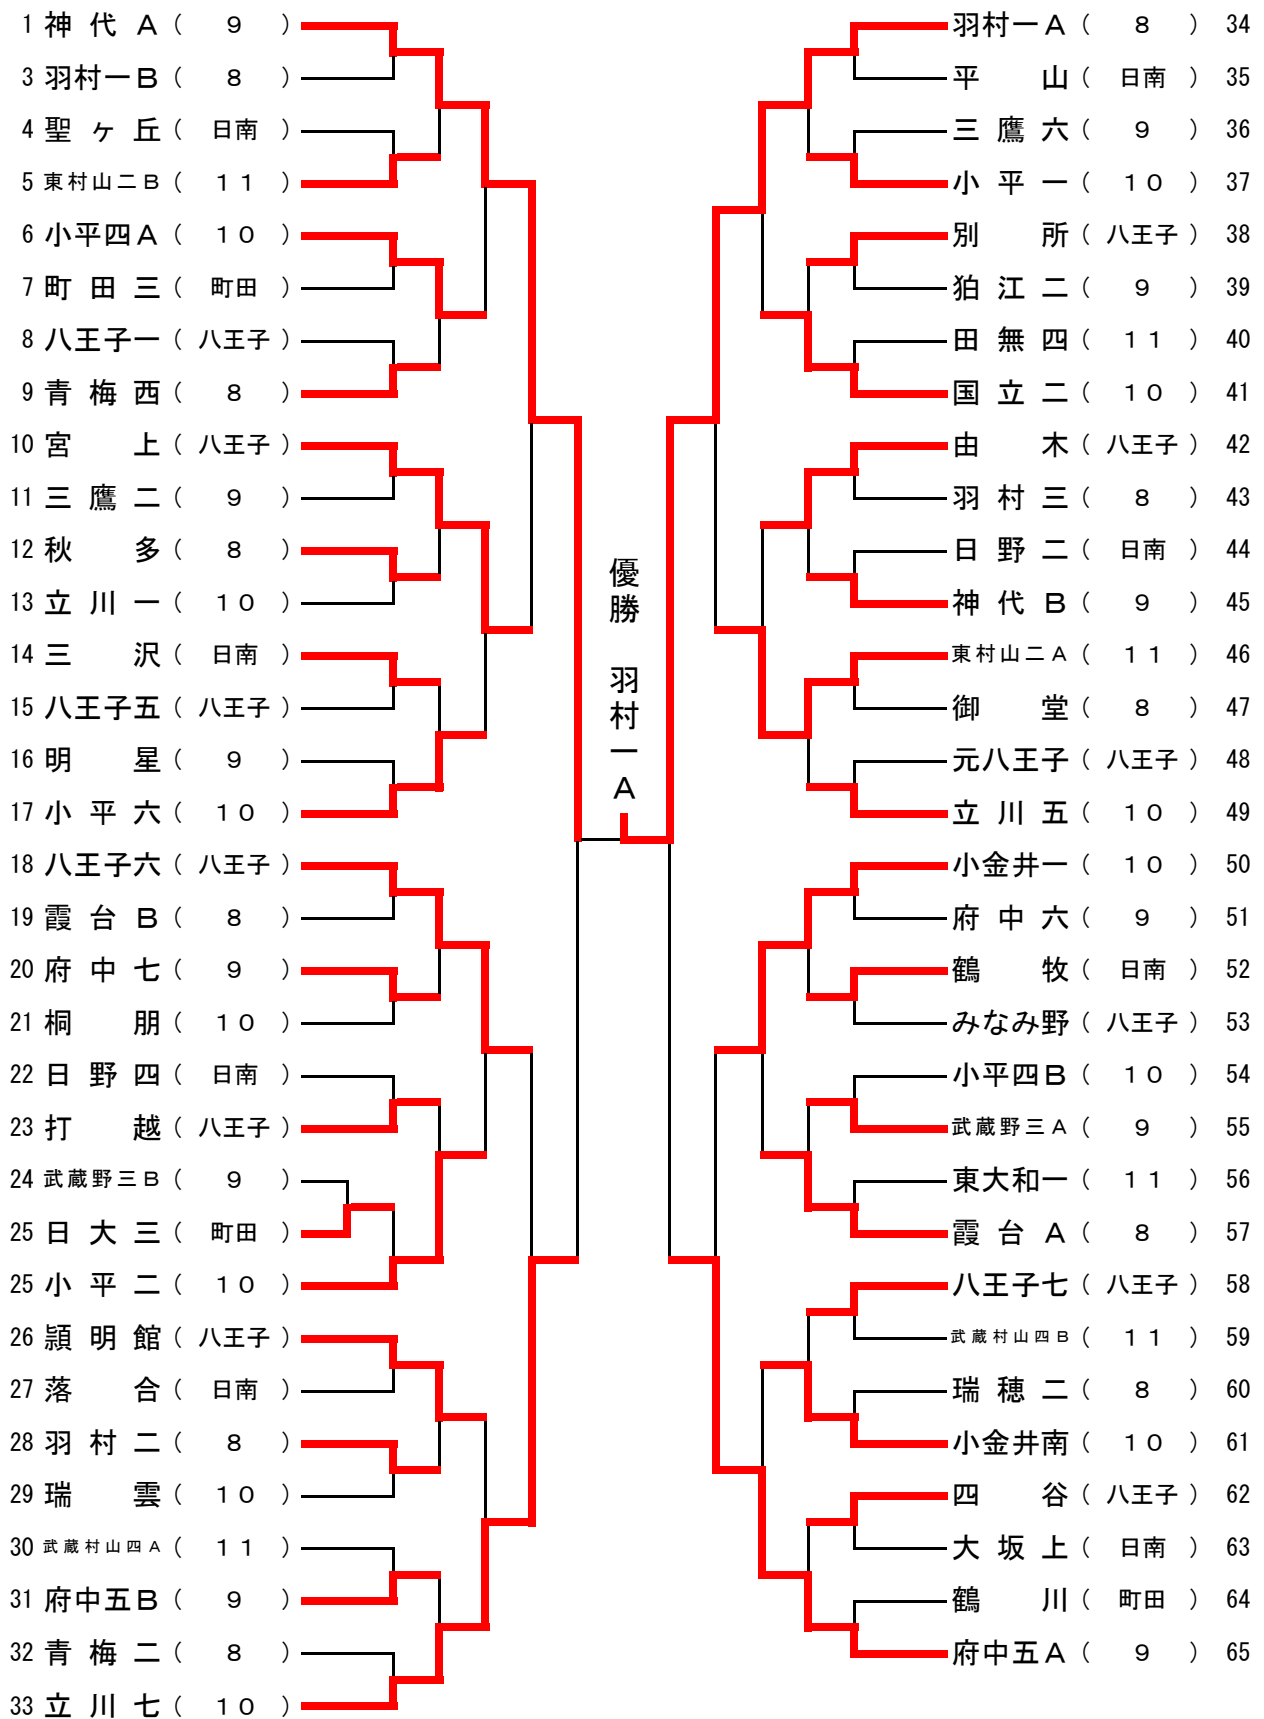 1 神代A（ 9 ）
3 羽村一B（ 8 ）
4 聖ヶ丘（ 日南 ）
5 東村山二B（ 11 ）
6 小平四A（ 10 ）
7 町田三（ 町田 ）
8 八王子一（ 八王子 ）
9 青梅西（ 8 ）
10 宮上（ 八王子 ）
11 三鷹二（ 9 ）
12 秋多（ 8 ）
13 立川一（ 10 ）
14 三沢（ 日南 ）
15 八王子五（ 八王子 ）
16 明星（ 9 ）
17 小平六（ 10 ）
18 八王子六（ 八王子 ）
19 霞台B（ 8 ）
20 府中七（ 9 ）
21 桐朋（ 10 ）
22 日野四（ 日南 ）
23 打越（ 八王子 ）
24 武蔵野三B（ 9 ）
25 日大三（ 町田 ）
25 小平二（ 10 ）
26 頴明館（ 八王子 ）
27 落合（ 日南 ）
28 羽村二（ 8 ）
29 瑞雲（ 10 ）
30 武蔵村山四A（ 11 ）
31 府中五B（ 9 ）
32 青梅二（ 8 ）
33 立川七（ 10 ）
優勝 羽村一A
羽村一A（ 8 ） 34
平山（ 日南 ） 35
三鷹六（ 9 ） 36
小平一（ 10 ） 37
別所（ 八王子 ） 38
狛江二（ 9 ） 39
田無四（ 11 ） 40
国立二（ 10 ） 41
由木（ 八王子 ） 42
羽村三（ 8 ） 43
日野二（ 日南 ） 44
神代B（ 9 ） 45
東村山二A（ 11 ） 46
御堂（ 8 ） 47
元八王子（ 八王子 ） 48
立川五（ 10 ） 49
小金井一（ 10 ） 50
府中六（ 9 ） 51
鶴牧（ 日南 ） 52
みなみ野（ 八王子 ） 53
小平四B（ 10 ） 54
武蔵野三A（ 9 ） 55
東大和一（ 11 ） 56
霞台A（ 8 ） 57
八王子七（ 八王子 ） 58
武蔵村山四B（ 11 ） 59
瑞穂二（ 8 ） 60
小金井南（ 10 ） 61
四谷（ 八王子 ） 62
大坂上（ 日南 ） 63
鶴川（ 町田 ） 64
府中五A（ 9 ） 65